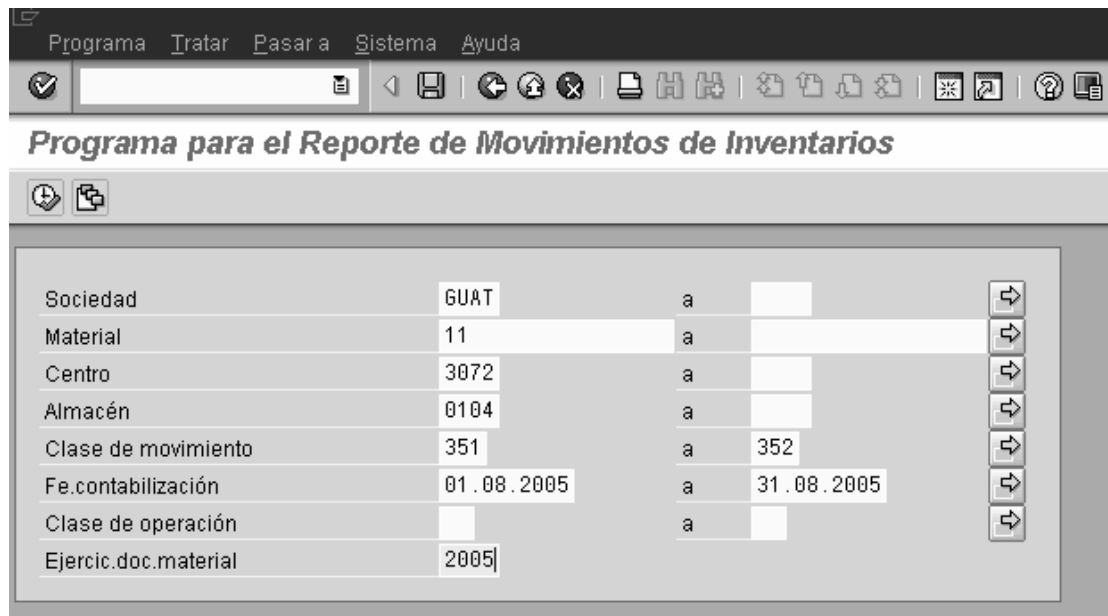 Programa Tratar Pasar a Sistema Ayuda
Programa para el Reporte de Movimientos de Inventarios
Sociedad GUAT a
Material 11 a
Centro 3072 a
Almacén 0104 a
Clase de movimiento 351 a 352
Fe.contabilización 01.08.2005 a 31.08.2005
Clase de operación a
Ejercic.doc.material 2005